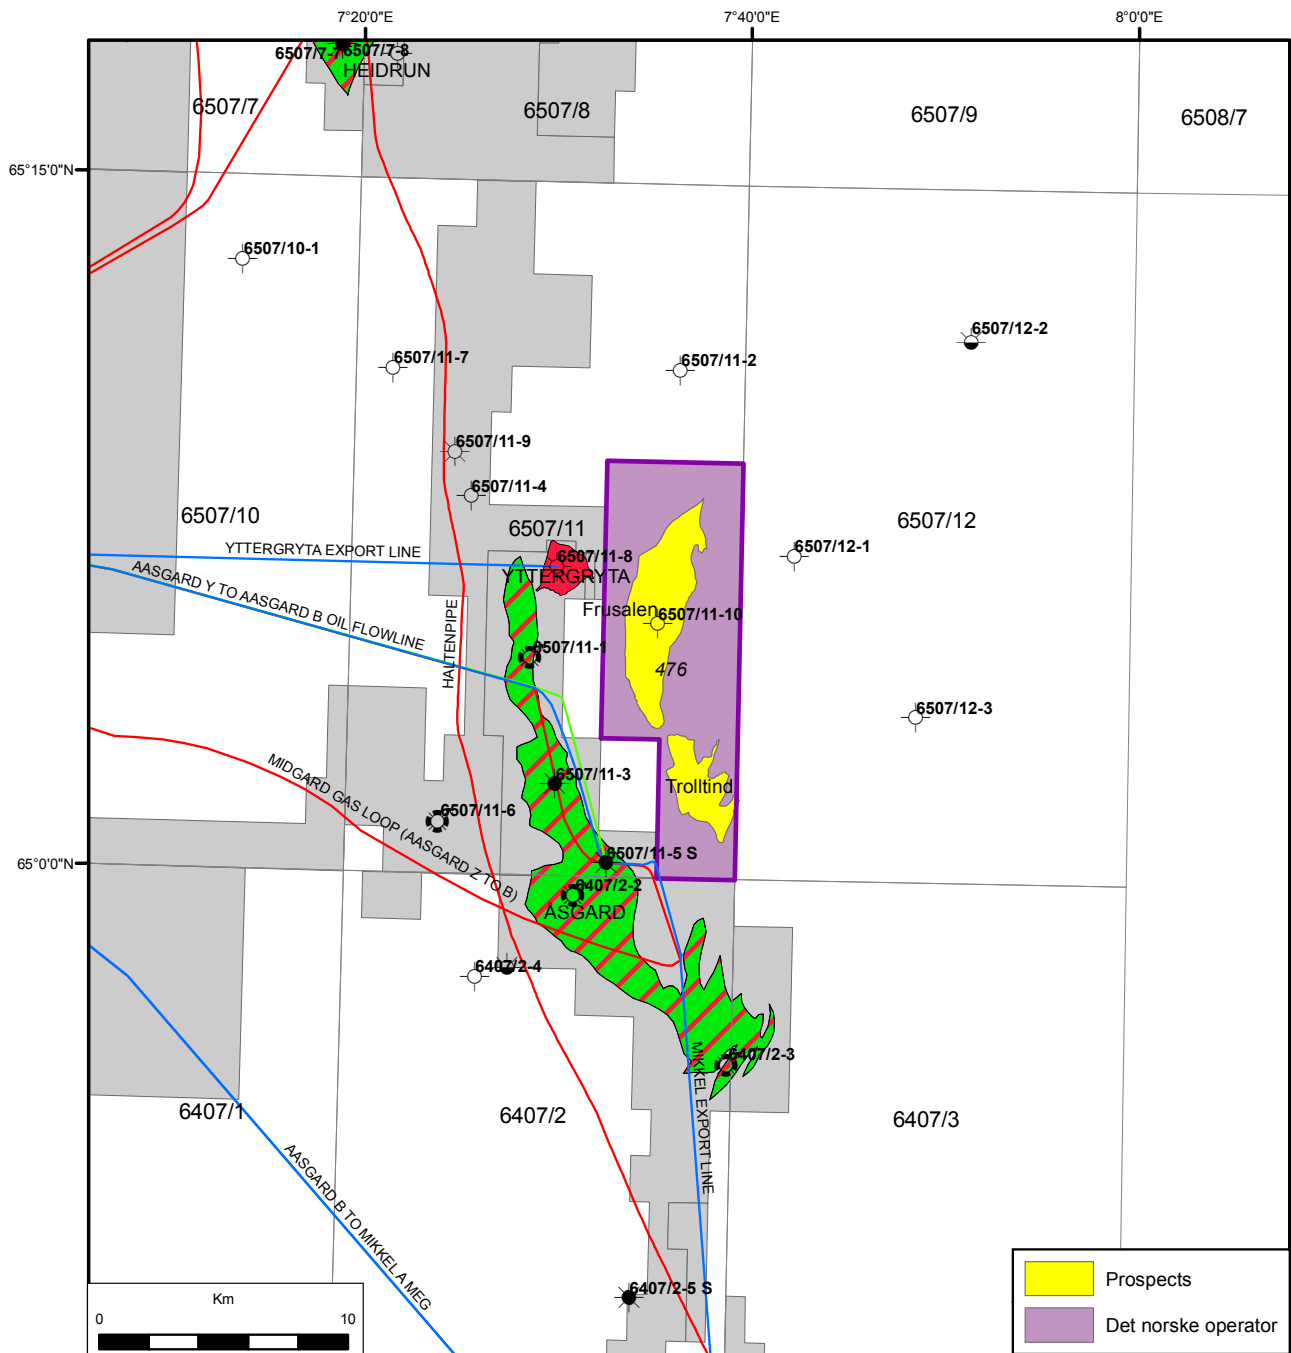 7°20'0"E
7°40'0"E
8°0'0"E
6507/7-7
6507/7-8
HEIDRUN
6507/7
6507/8
6507/9
6508/7
65°15'0"N
6507/10-1
6507/12-2
6507/11-7
6507/11-2
6507/11-9
6507/11-4
6507/10
6507/11
6507/12
YTTERGRYTA EXPORT LINE
6507/11-8
6507/12-1
AASGARD Y TO AASGARD B OIL FLOWLINE
YTTERGRYTA
Frusalen
6507/11-10
HALTENPIPE
6507/11-1
476
6507/12-3
MIDGARD GAS LOOP (AASGARD Z TO B)
6507/11-3
Trolltind
6507/11-6
65°0'0"N
6507/11-5 S
6407/2-2
ÅSGARD
6407/2-4
6407/2-3
MIKKEL EXPORT LINE
6407/1
6407/2
6407/3
AASGARD B TO MIKKEL A MEG
6407/2-5 S
Km
0
10
Prospects
Det norske operator